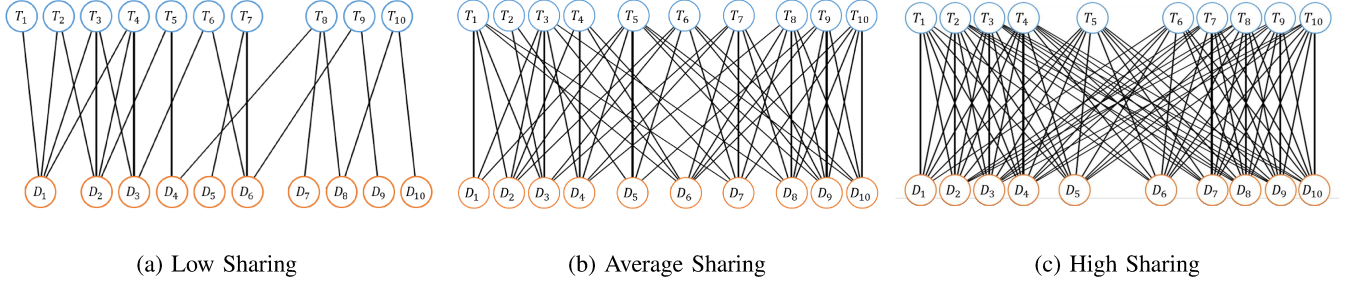 T₁ T₂ T₃ T₄ T₅ T₆ T₇ T₈ T₉ T₁₀
D₁ D₂ D₃ D₄ D₅ D₆ D₇ D₈ D₉ D₁₀
(a) Low Sharing
T₁ T₂ T₃ T₄ T₅ T₆ T₇ T₈ T₉ T₁₀
D₁ D₂ D₃ D₄ D₅ D₆ D₇ D₈ D₉ D₁₀
(b) Average Sharing
T₁ T₂ T₃ T₄ T₅ T₆ T₇ T₈ T₉ T₁₀
D₁ D₂ D₃ D₄ D₅ D₆ D₇ D₈ D₉ D₁₀
(c) High Sharing